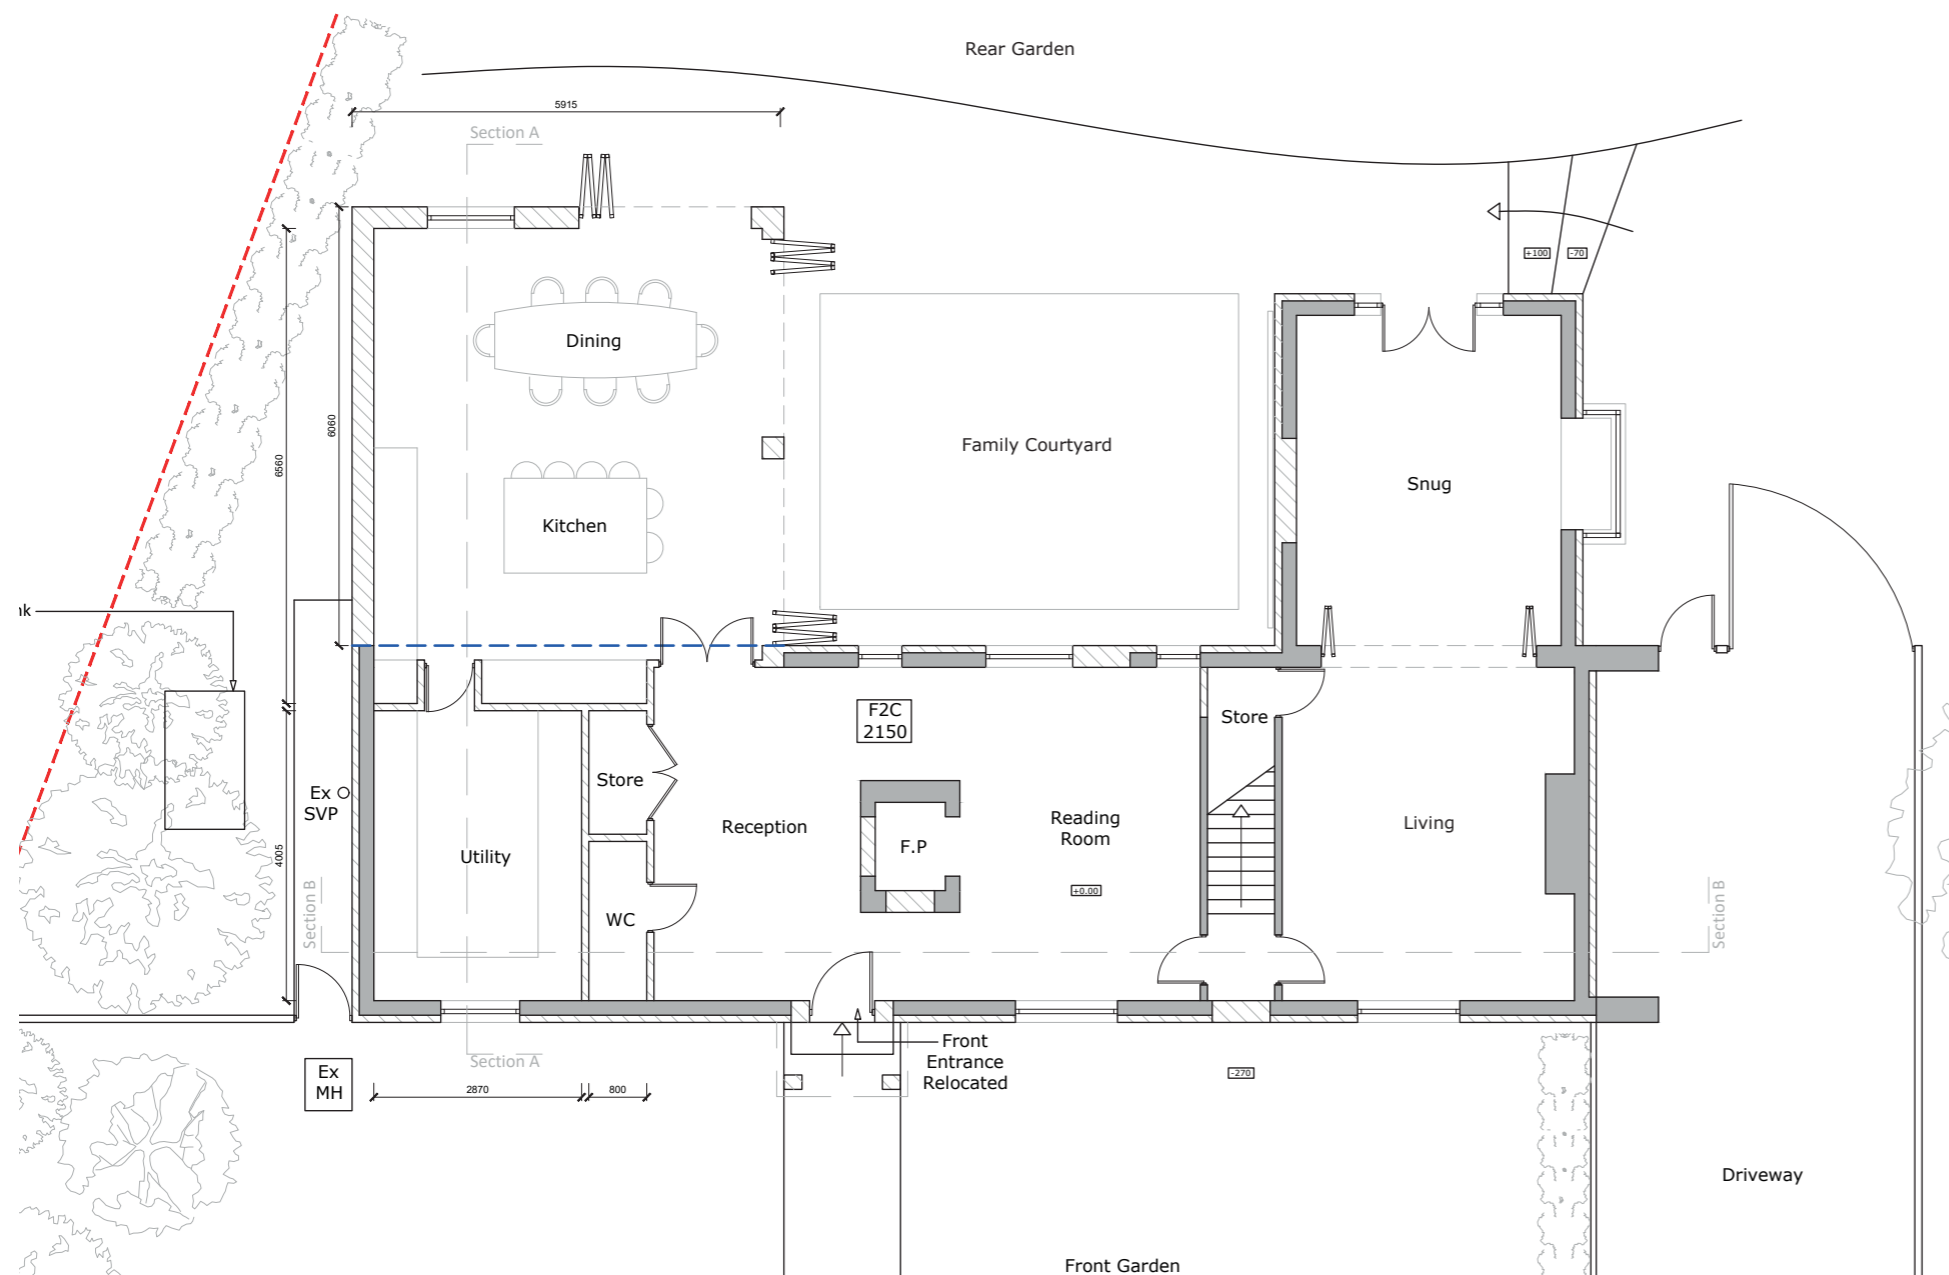 Rear Garden
5915
Section A
+100
-70
Dining
6060
6560
Family Courtyard
Snug
Kitchen
nk
F2C
2150
Store
Store
Ex
SVP
Reception
Reading
Room
Living
F.P
4005
Utility
+0.00
WC
Section B
Section B
Front
Entrance
Relocated
Section A
Ex
MH
-270
2870
800
Driveway
Front Garden